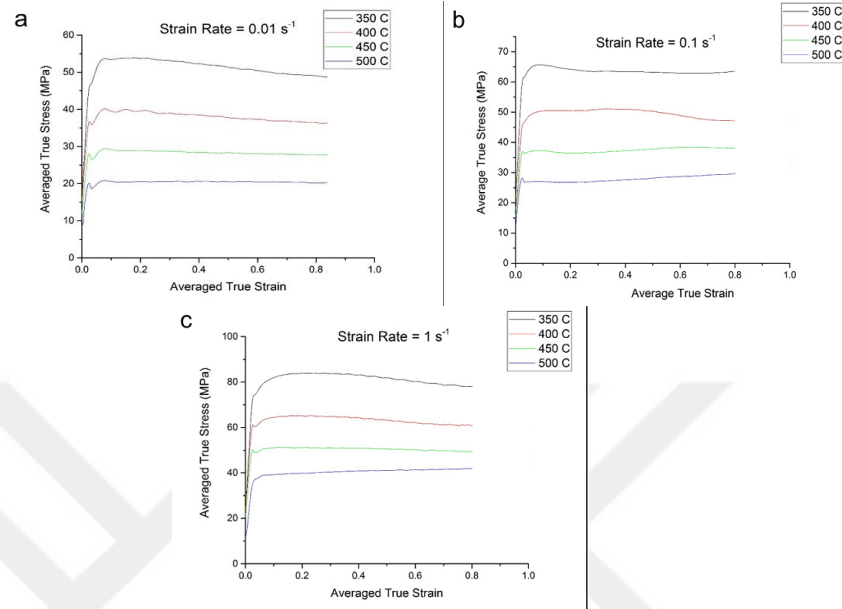 a
Strain Rate = 0.01 s⁻¹
350 C
400 C
450 C
500 C
60
50
40
30
20
10
0
Averaged True Stress (MPa)
0.0 0.2 0.4 0.6 0.8 1.0
Averaged True Strain
b
Strain Rate = 0.1 s⁻¹
350 C
400 C
450 C
500 C
70
60
50
40
30
20
10
0
Average True Stress (MPa)
0.0 0.2 0.4 0.6 0.8 1.0
Average True Strain
c
Strain Rate = 1 s⁻¹
350 C
400 C
450 C
500 C
100
80
60
40
20
0
Averaged True Stress (MPa)
0.0 0.2 0.4 0.6 0.8 1.0
Averaged True Strain